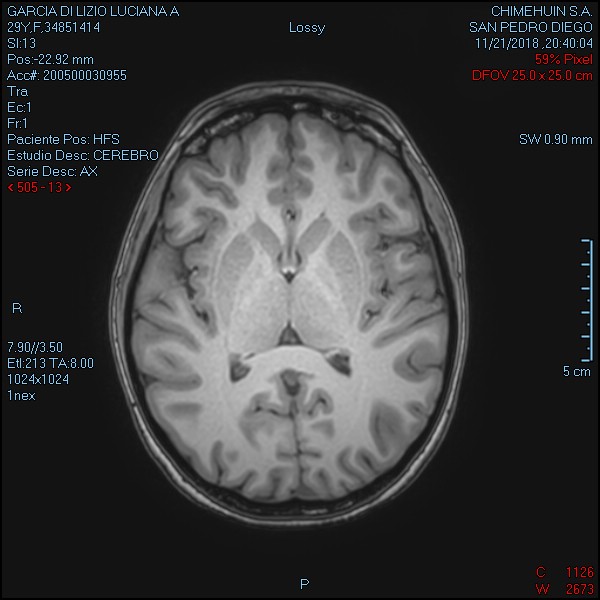 GARCIA DI LIZIO LUCIANA A
29Y,F,34851414
Sl:13
Pos:-22.92 mm
Acc#: 200500030955
Tra
Ec:1
Fr:1
Paciente Pos: HFS
Estudio Desc: CEREBRO
Serie Desc: AX
< 505 - 13 >
Lossy
CHIMEHUIN S.A.
SAN PEDRO DIEGO
11/21/2018 ,20:40:04
59% Pixel
DFOV 25.0 x 25.0 cm
SW 0.90 mm
R
7.90//3.50
Etl:213 TA:8.00
1024x1024
1nex
5 cm
P
C 1126
W 2673